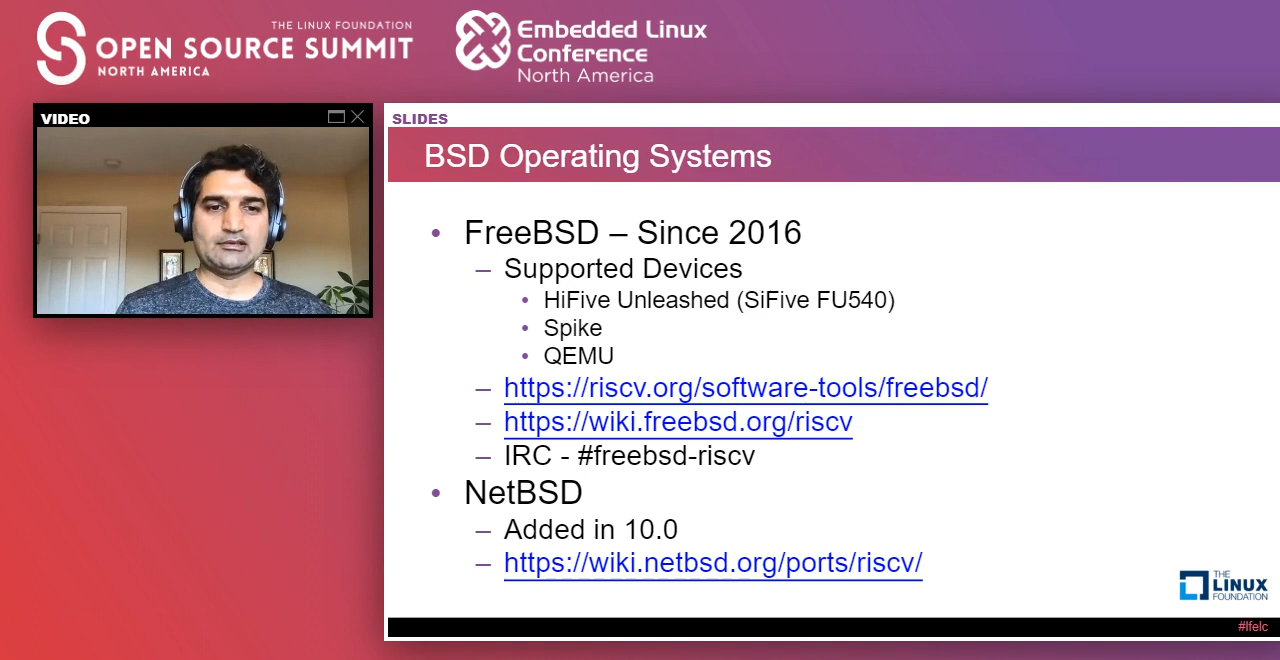 THE LINUX FOUNDATION
OPEN SOURCE SUMMIT
NORTH AMERICA
Embedded Linux
Conference
North America
VIDEO
SLIDES
BSD Operating Systems
• FreeBSD – Since 2016
– Supported Devices
• HiFive Unleashed (SiFive FU540)
• Spike
• QEMU
– https://riscv.org/software-tools/freebsd/
– https://wiki.freebsd.org/riscv
– IRC - #freebsd-riscv
• NetBSD
– Added in 10.0
– https://wiki.netbsd.org/ports/riscv/
THE
LINUX
FOUNDATION
#lfelc